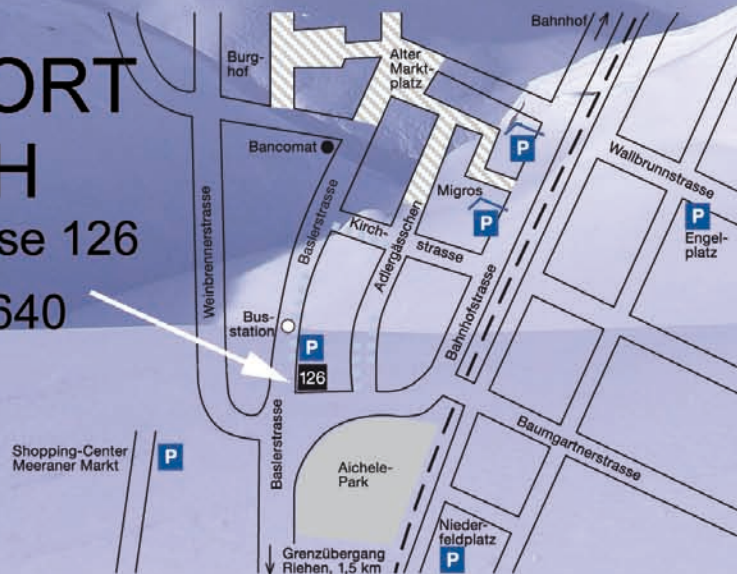 ORT
H
se 126
640
Bahnhof
Burg-
hof
Alter
Markt-
platz
Bancomat
P
Wallbrunnstrasse
Migros
P
P
Engel-
platz
Weinbrennerstrasse
Baslerstrasse
Kirch-
strasse
Adlergässchen
Bahnhofstrasse
Bus-
station
P
126
Baslerstrasse
Baumgartnerstrasse
Shopping-Center
Meeraner Markt
P
Aichele-
Park
Nieder-
feldplatz
P
Grenzübergang
Riehen, 1,5 km